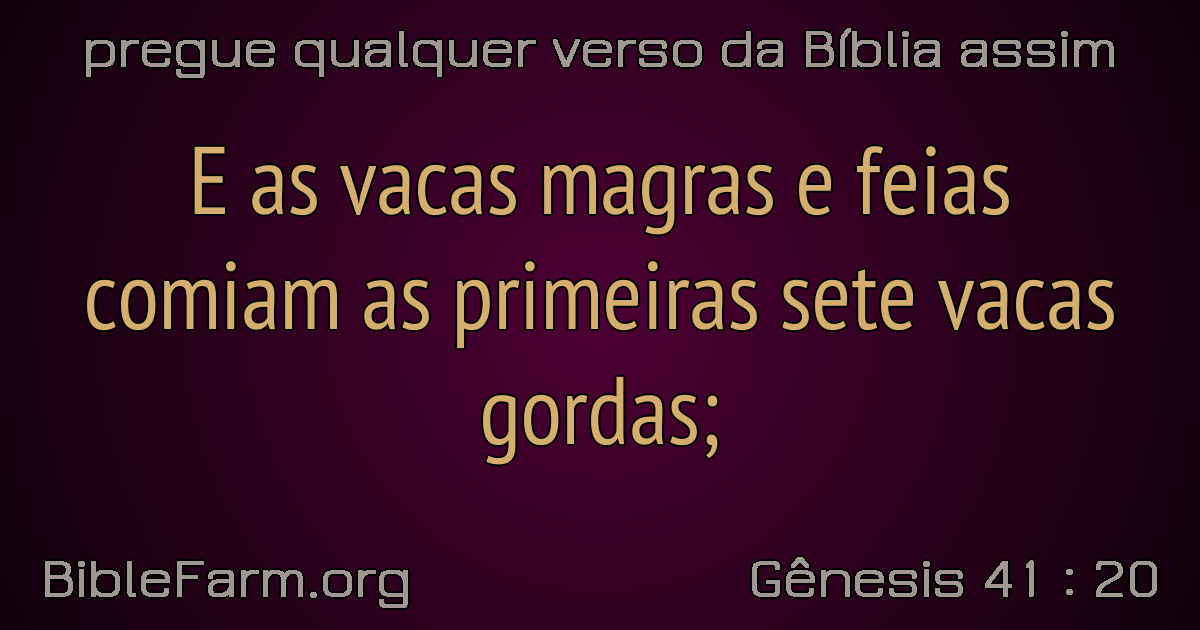 pregue qualquer verso da Bíblia assim
E as vacas magras e feias
comiam as primeiras sete vacas
gordas;
BibleFarm.org
Gênesis 41 : 20